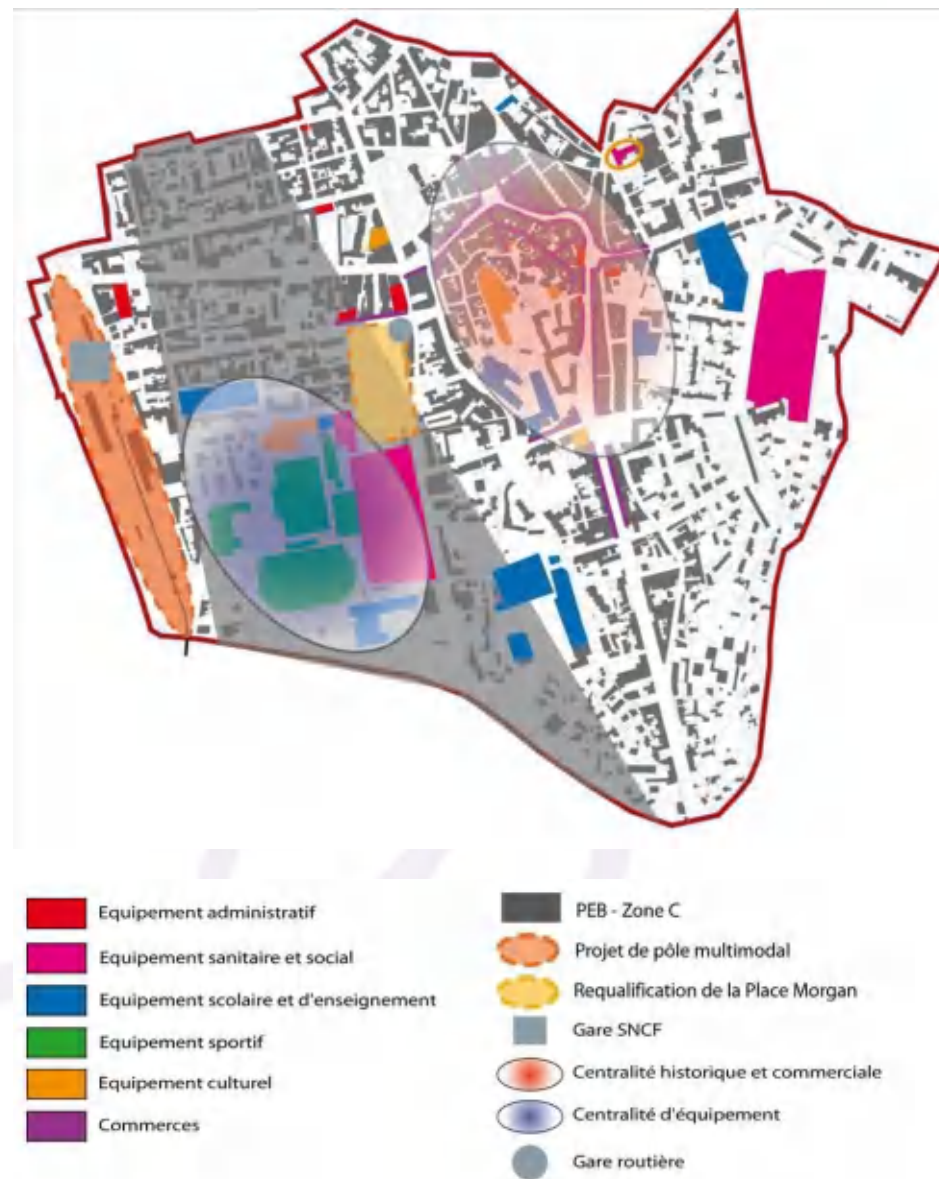 Equipement administratif
Equipement sanitaire et social
Equipement scolaire et d'enseignement
Equipement sportif
Equipement culturel
Commerces
PEB - Zone C
Projet de pôle multimodal
Requalification de la Place Morgan
Gare SNCF
Centralité historique et commerciale
Centralité d'équipement
Gare routière